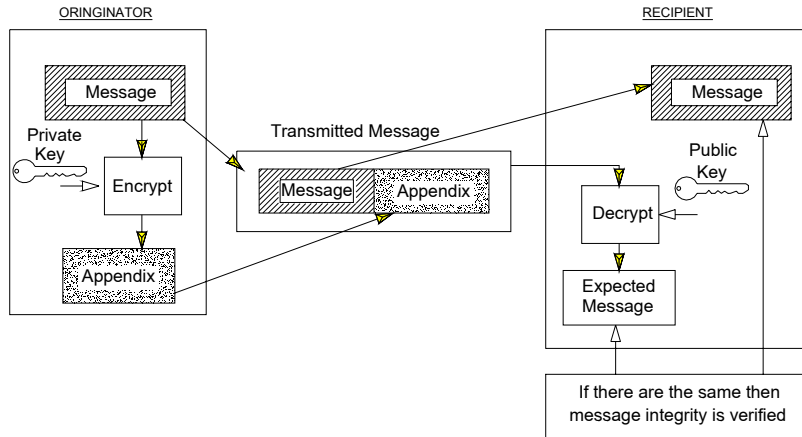 ORINGINATOR
RECIPIENT
Message
Private
Key
Encrypt
Appendix
Transmitted Message
Message
Appendix
Message
Public
Key
Decrypt
Expected
Message
If there are the same then
message integrity is verified